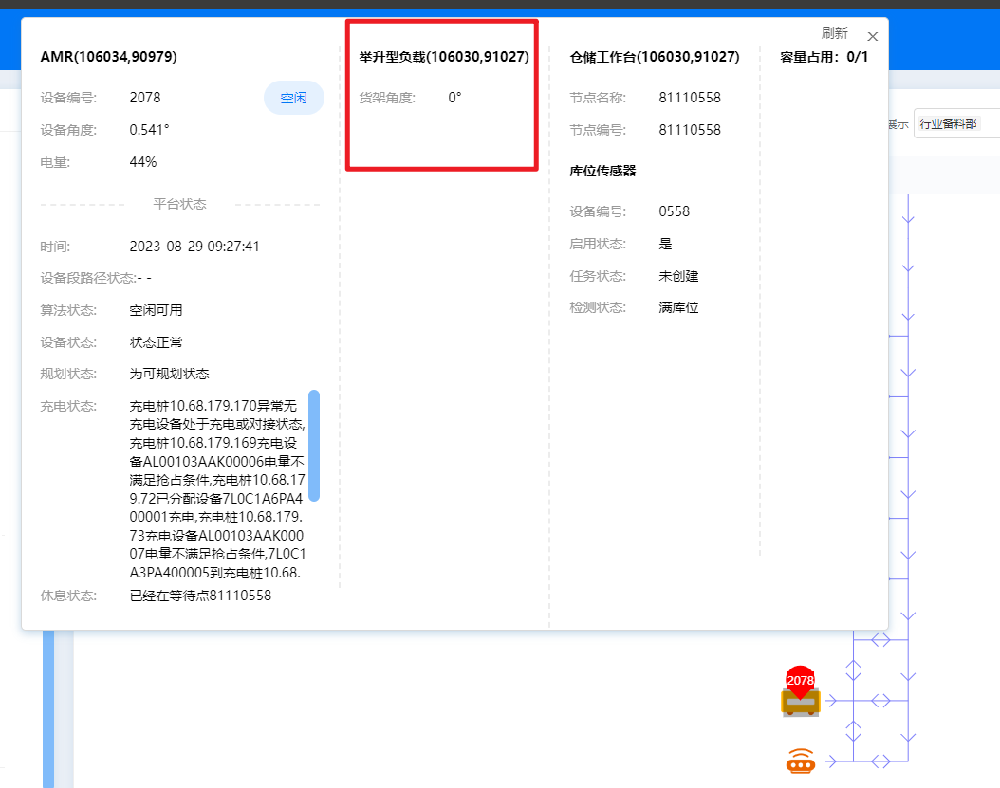 刷新
AMR(106034,90979)
设备编号: 2078 空闲
设备角度: 0.541°
电量: 44%
平台状态
时间: 2023-08-29 09:27:41
设备段路径状态:- -
算法状态: 空闲可用
设备状态: 状态正常
规划状态: 为可规划状态
充电状态: 充电桩10.68.179.170异常无
充电设备处于充电或对接状态,
充电桩10.68.179.169充电设
备AL00103AAK00006电量不
满足抢占条件,充电桩10.68.17
9.72已分配设备7L0C1A6PA4
00001充电,充电桩10.68.179.
73充电设备AL00103AAK000
07电量不满足抢占条件,7L0C1
A3PA400005到充电桩10.68.
休息状态: 已经在等待点81110558
举升型负载(106030,91027)
货架角度: 0°
仓储工作台(106030,91027)
节点名称: 81110558
节点编号: 81110558
库位传感器
设备编号: 0558
启用状态: 是
任务状态: 未创建
检测状态: 满库位
容量占用: 0/1
展示 行业备料部
2078